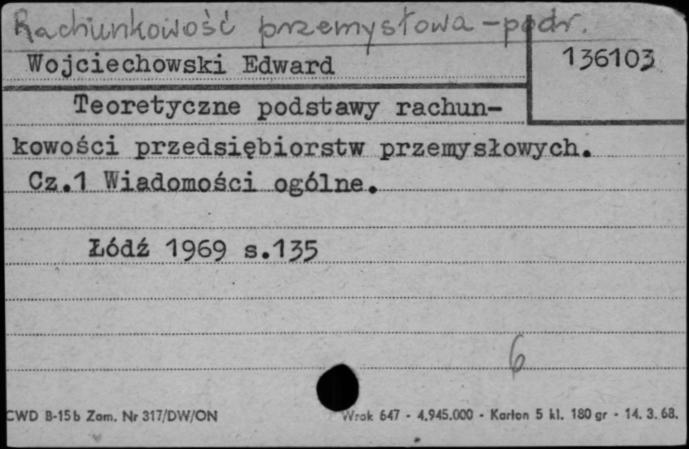 Rachunkowość przemysłowa - podr.
Wojciechowski Edward
136103
Teoretyczne podstawy rachun-
kowości przedsiębiorstw przemysłowych.
Cz.1 Wiadomości ogólne.
Łódź 1969 s.135
6
CWD B-15b Zam. Nr 317/DW/ON
Wrak 647 - 4.945.000 - Karton 5 kl. 180 gr - 14. 3. 68.